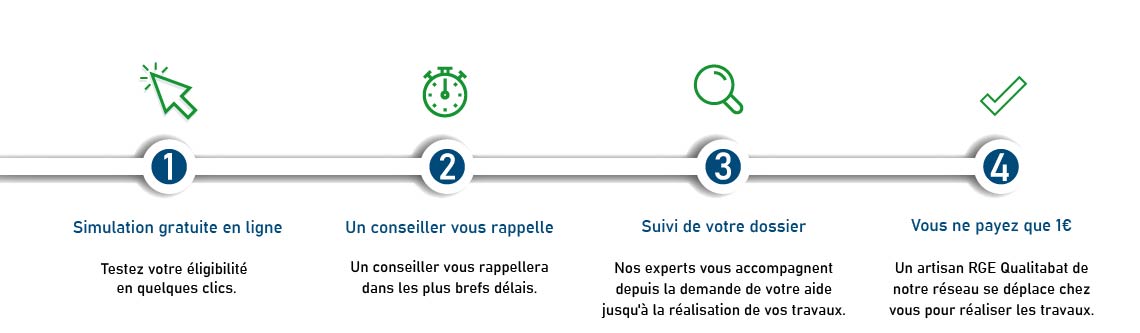 1
Simulation gratuite en ligne
Testez votre éligibilité
en quelques clics.
2
Un conseiller vous rappelle
Un conseiller vous rappellera
dans les plus brefs délais.
3
Suivi de votre dossier
Nos experts vous accompagnent
depuis la demande de votre aide
jusqu'à la réalisation de vos travaux.
4
Vous ne payez que 1€
Un artisan RGE Qualitabat de
notre réseau se déplace chez
vous pour réaliser les travaux.